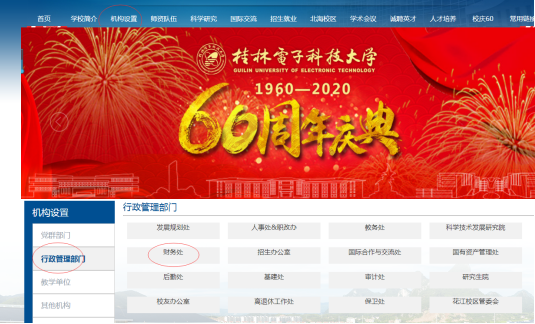 首页 学校简介 机构设置 师资队伍 科学研究 国际交流 招生就业 北海校区 学术会议 诚聘英才 人才培养 校庆60 常用链接
桂林電子科技大学
GUILIN UNIVERSITY OF ELECTRONIC TECHNOLOGY
1960—2020
60周年庆典
机构设置
党群部门
行政管理部门
教学单位
其他机构
行政管理部门
发展规划处 人事处&职改办 教务处 科学技术发展研究院
财务处 招生办公室 国际合作与交流处 国有资产管理处
后勤处 基建处 审计处 研究生院
校友办公室 离退休工作处 保卫处 花江校区管委会